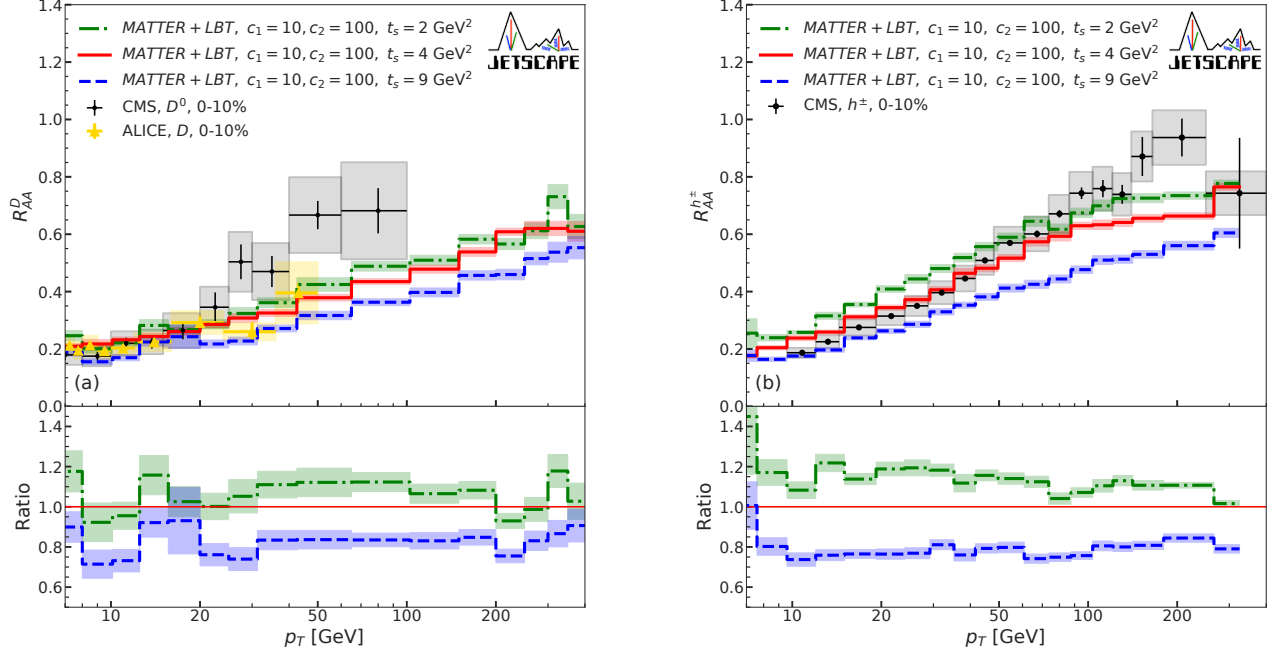 MATTER + LBT, c₁ = 10, c₂ = 100, tₛ = 2 GeV²
MATTER + LBT, c₁ = 10, c₂ = 100, tₛ = 4 GeV²
MATTER + LBT, c₁ = 10, c₂ = 100, tₛ = 9 GeV²
CMS, D⁰, 0-10%
ALICE, D, 0-10%
JETSCAPE
1.4
1.2
1.0
0.8
0.6
0.4
0.2
0.0
R_AA^D
(a)
1.4
1.2
1.0
0.8
0.6
Ratio
10 20 50 100 200
p_T [GeV]
MATTER + LBT, c₁ = 10, c₂ = 100, tₛ = 2 GeV²
MATTER + LBT, c₁ = 10, c₂ = 100, tₛ = 4 GeV²
MATTER + LBT, c₁ = 10, c₂ = 100, tₛ = 9 GeV²
CMS, h^±, 0-10%
JETSCAPE
1.4
1.2
1.0
0.8
0.6
0.4
0.2
0.0
R_AA^h^±
(b)
1.4
1.2
1.0
0.8
0.6
Ratio
10 20 50 100 200
p_T [GeV]